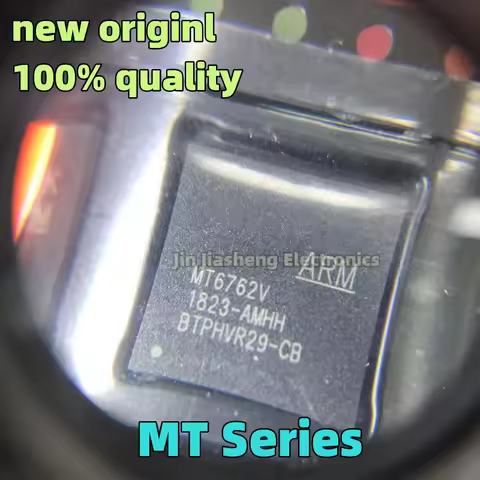 new originl
100% quality
Jin Jiasheng Electronics
ARM
MT6762V
1823-AMHH
BTPHVR29-CB
MT Series